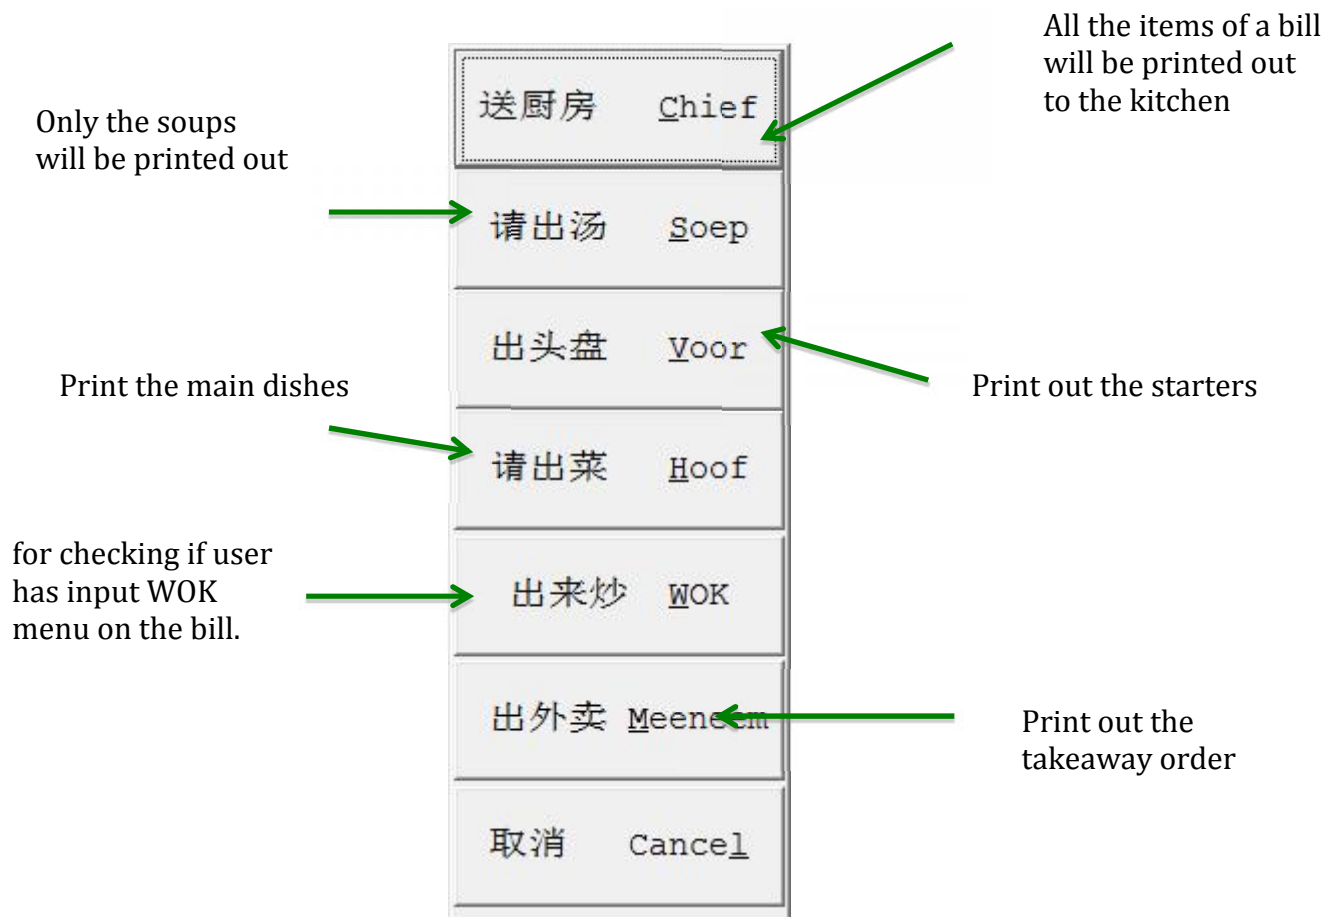 All the items of a bill
will be printed out
to the kitchen
送厨房 Chief
Only the soups
will be printed out
请出汤 Soep
出头盘 Voor
Print the main dishes
Print out the starters
请出菜 Hoof
for checking if user
has input WOK
menu on the bill.
出来炒 WOK
出外卖 Meeneem
Print out the
takeaway order
取消 Cancel